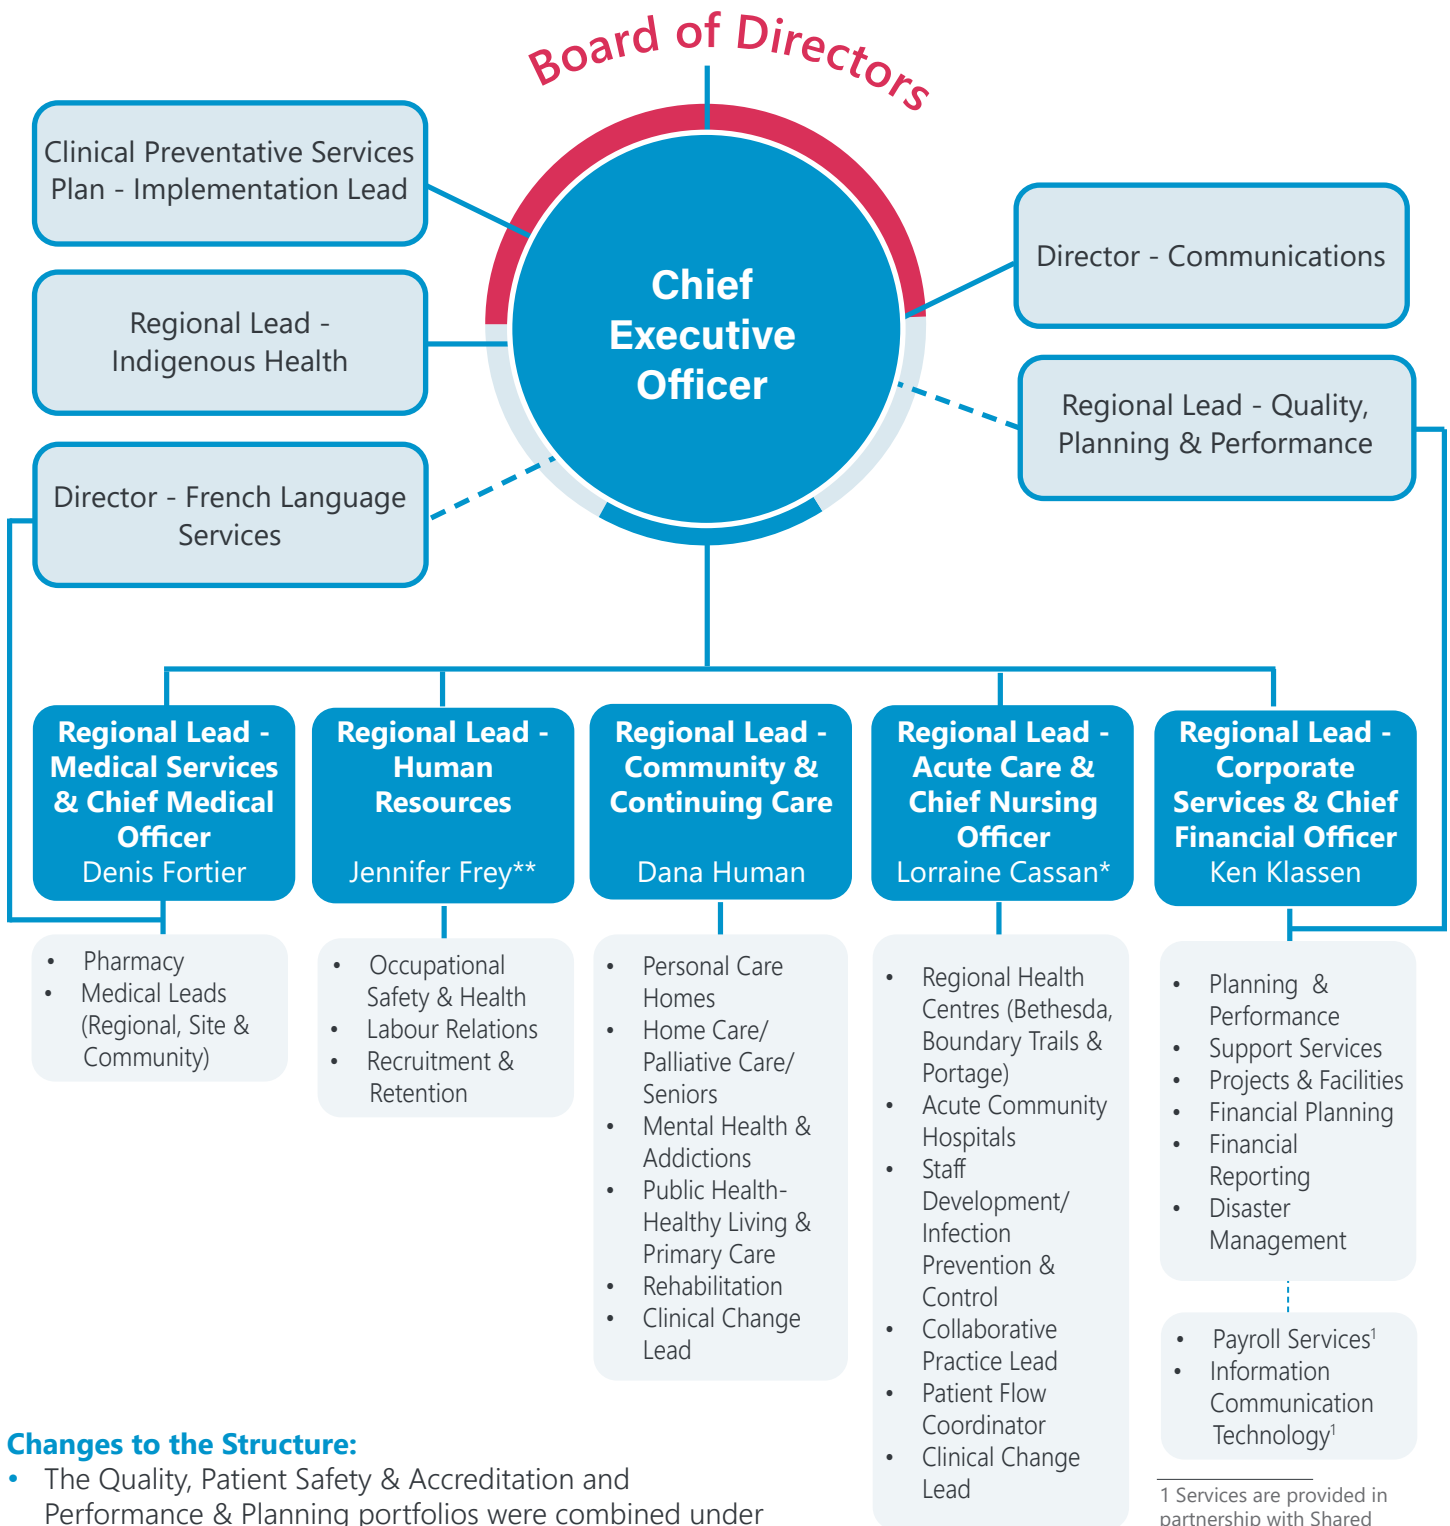 Board of Directors
Clinical Preventative Services
Plan - Implementation Lead
Regional Lead -
Indigenous Health
Director - French Language
Services
Chief
Executive
Officer
Director - Communications
Regional Lead - Quality,
Planning & Performance
Regional Lead -
Medical Services
& Chief Medical
Officer
Denis Fortier
• Pharmacy
• Medical Leads
(Regional, Site &
Community)
Regional Lead -
Human
Resources
Jennifer Frey**
• Occupational
Safety & Health
• Labour Relations
• Recruitment &
Retention
Regional Lead -
Community &
Continuing Care
Dana Human
• Personal Care
Homes
• Home Care/
Palliative Care/
Seniors
• Mental Health &
Addictions
• Public Health-
Healthy Living &
Primary Care
• Rehabilitation
• Clinical Change
Lead
Regional Lead -
Acute Care &
Chief Nursing
Officer
Lorraine Cassan*
• Regional Health
Centres (Bethesda,
Boundary Trails &
Portage)
• Acute Community
Hospitals
• Staff
Development/
Infection
Prevention &
Control
• Collaborative
Practice Lead
• Patient Flow
Coordinator
• Clinical Change
Lead
Regional Lead -
Corporate
Services & Chief
Financial Officer
Ken Klassen
• Planning &
Performance
• Support Services
• Projects & Facilities
• Financial Planning
• Financial
Reporting
• Disaster
Management
• Payroll Services¹
• Information
Communication
Technology¹
1 Services are provided in
partnership with Shared
Changes to the Structure:
• The Quality, Patient Safety & Accreditation and
Performance & Planning portfolios were combined under